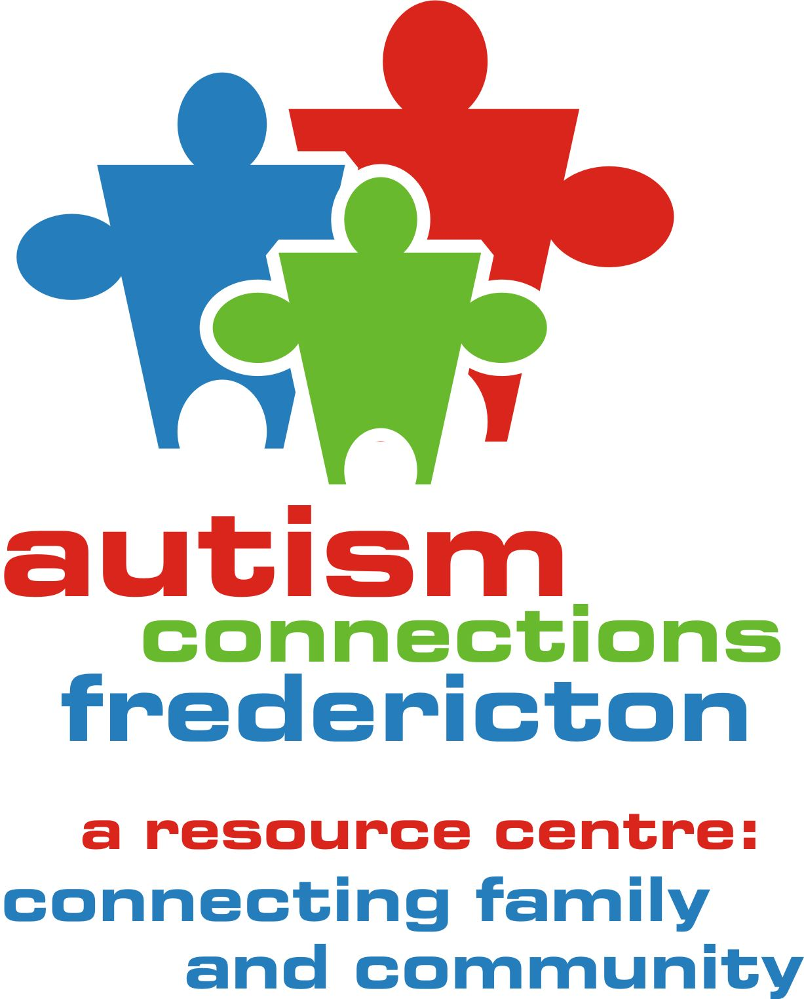 autism
connections
fredericton
a resource centre:
connecting family
and community